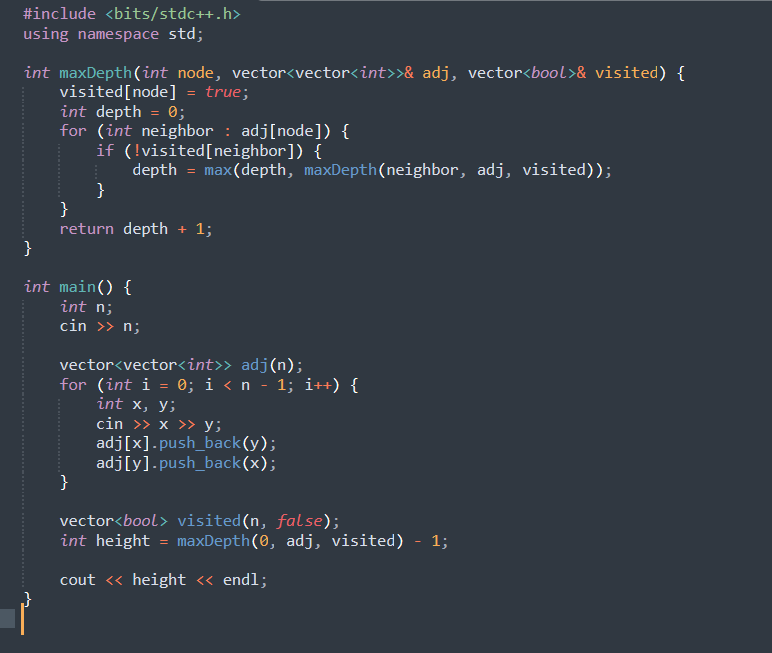 #include <bits/stdc++.h>
using namespace std;
int maxDepth(int node, vector<vector<int>>& adj, vector<bool>& visited) {
visited[node] = true;
int depth = 0;
for (int neighbor : adj[node]) {
if (!visited[neighbor]) {
depth = max(depth, maxDepth(neighbor, adj, visited));
}
}
return depth + 1;
}
int main() {
int n;
cin >> n;
vector<vector<int>> adj(n);
for (int i = 0; i < n - 1; i++) {
int x, y;
cin >> x >> y;
adj[x].push_back(y);
adj[y].push_back(x);
}
vector<bool> visited(n, false);
int height = maxDepth(0, adj, visited) - 1;
cout << height << endl;
}